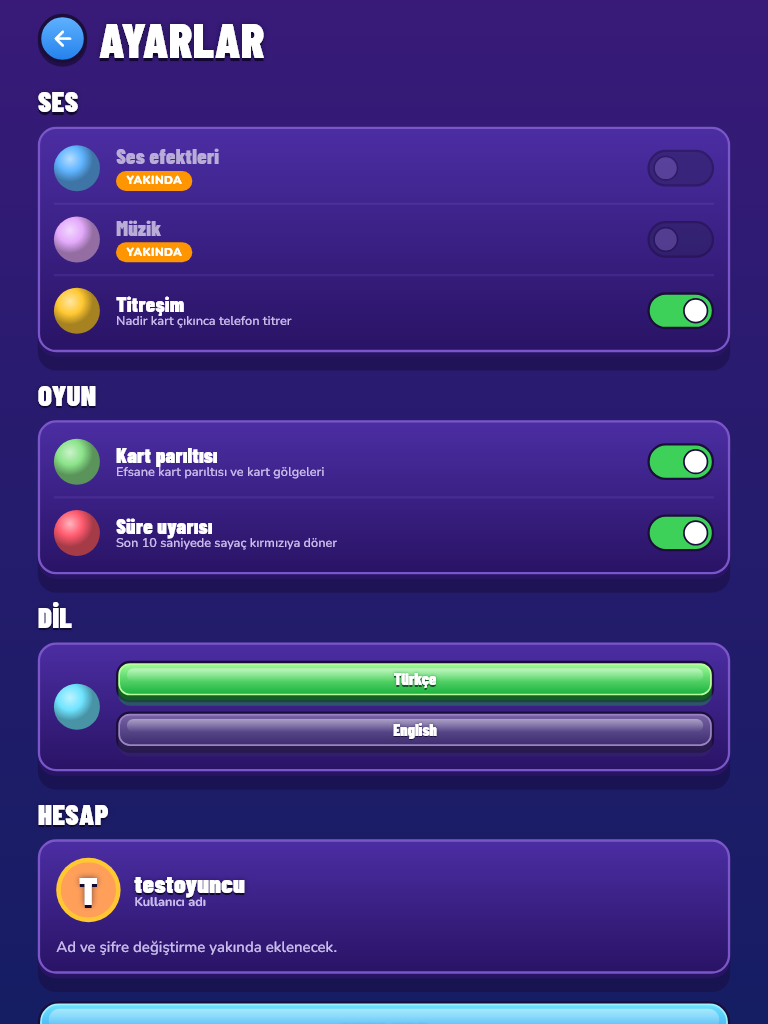 AYARLAR
SES
Ses efektleri
YAKINDA
Müzik
YAKINDA
Titreşim
Nadir kart çıkınca telefon titrer
OYUN
Kart parıltısı
Efsane kart parıltısı ve kart gölgeleri
Süre uyarısı
Son 10 saniyede sayaç kırmızıya döner
DİL
Türkçe
English
HESAP
T
testoyuncu
Kullanıcı adı
Ad ve şifre değiştirme yakında eklenecek.